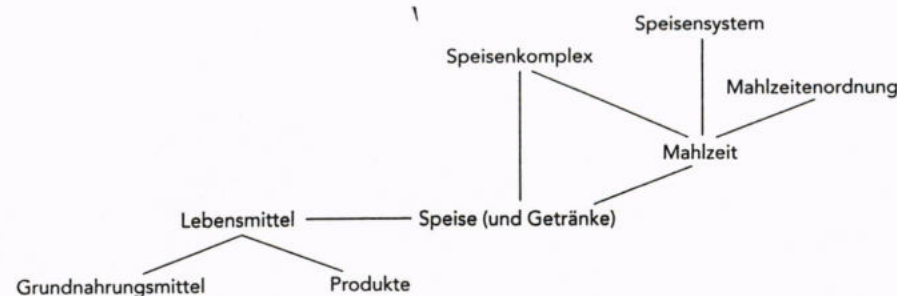 Speisensystem
Speisenkomplex
Mahlzeitenordnung
Mahlzeit
Lebensmittel Speise (und Getränke)
Grundnahrungsmittel Produkte